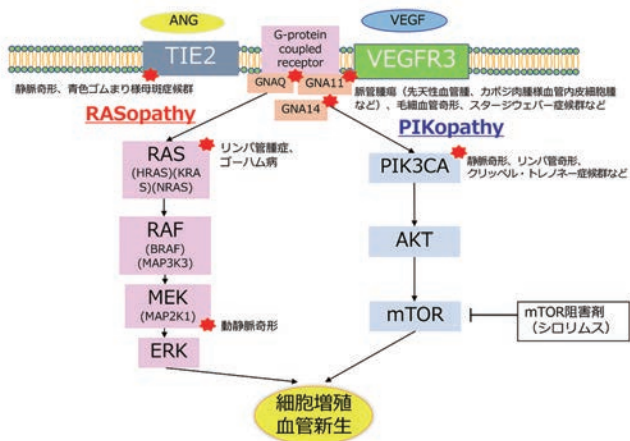 ANG
VEGF
G-protein
coupled
receptor
TIE2
VEGFR3
GNAQ
GNA11
GNA14
静脈奇形、青色ゴムまり様母斑症候群
脈管腫瘍（先天性血管腫、カポジ肉腫様血管内皮細胞腫
など）、毛細血管奇形、スタージウェバー症候群など
RASopathy
PIKopathy
RAS
(HRAS)(KRA
S)(NRAS)
リンパ管腫症、
ゴーハム病
PIK3CA
静脈奇形、リンパ管奇形、
クリッペル・トレノネー症候群など
RAF
(BRAF)
(MAP3K3)
AKT
MEK
(MAP2K1)
動静脈奇形
mTOR
mTOR阻害剤
（シロリムス）
ERK
細胞増殖
血管新生